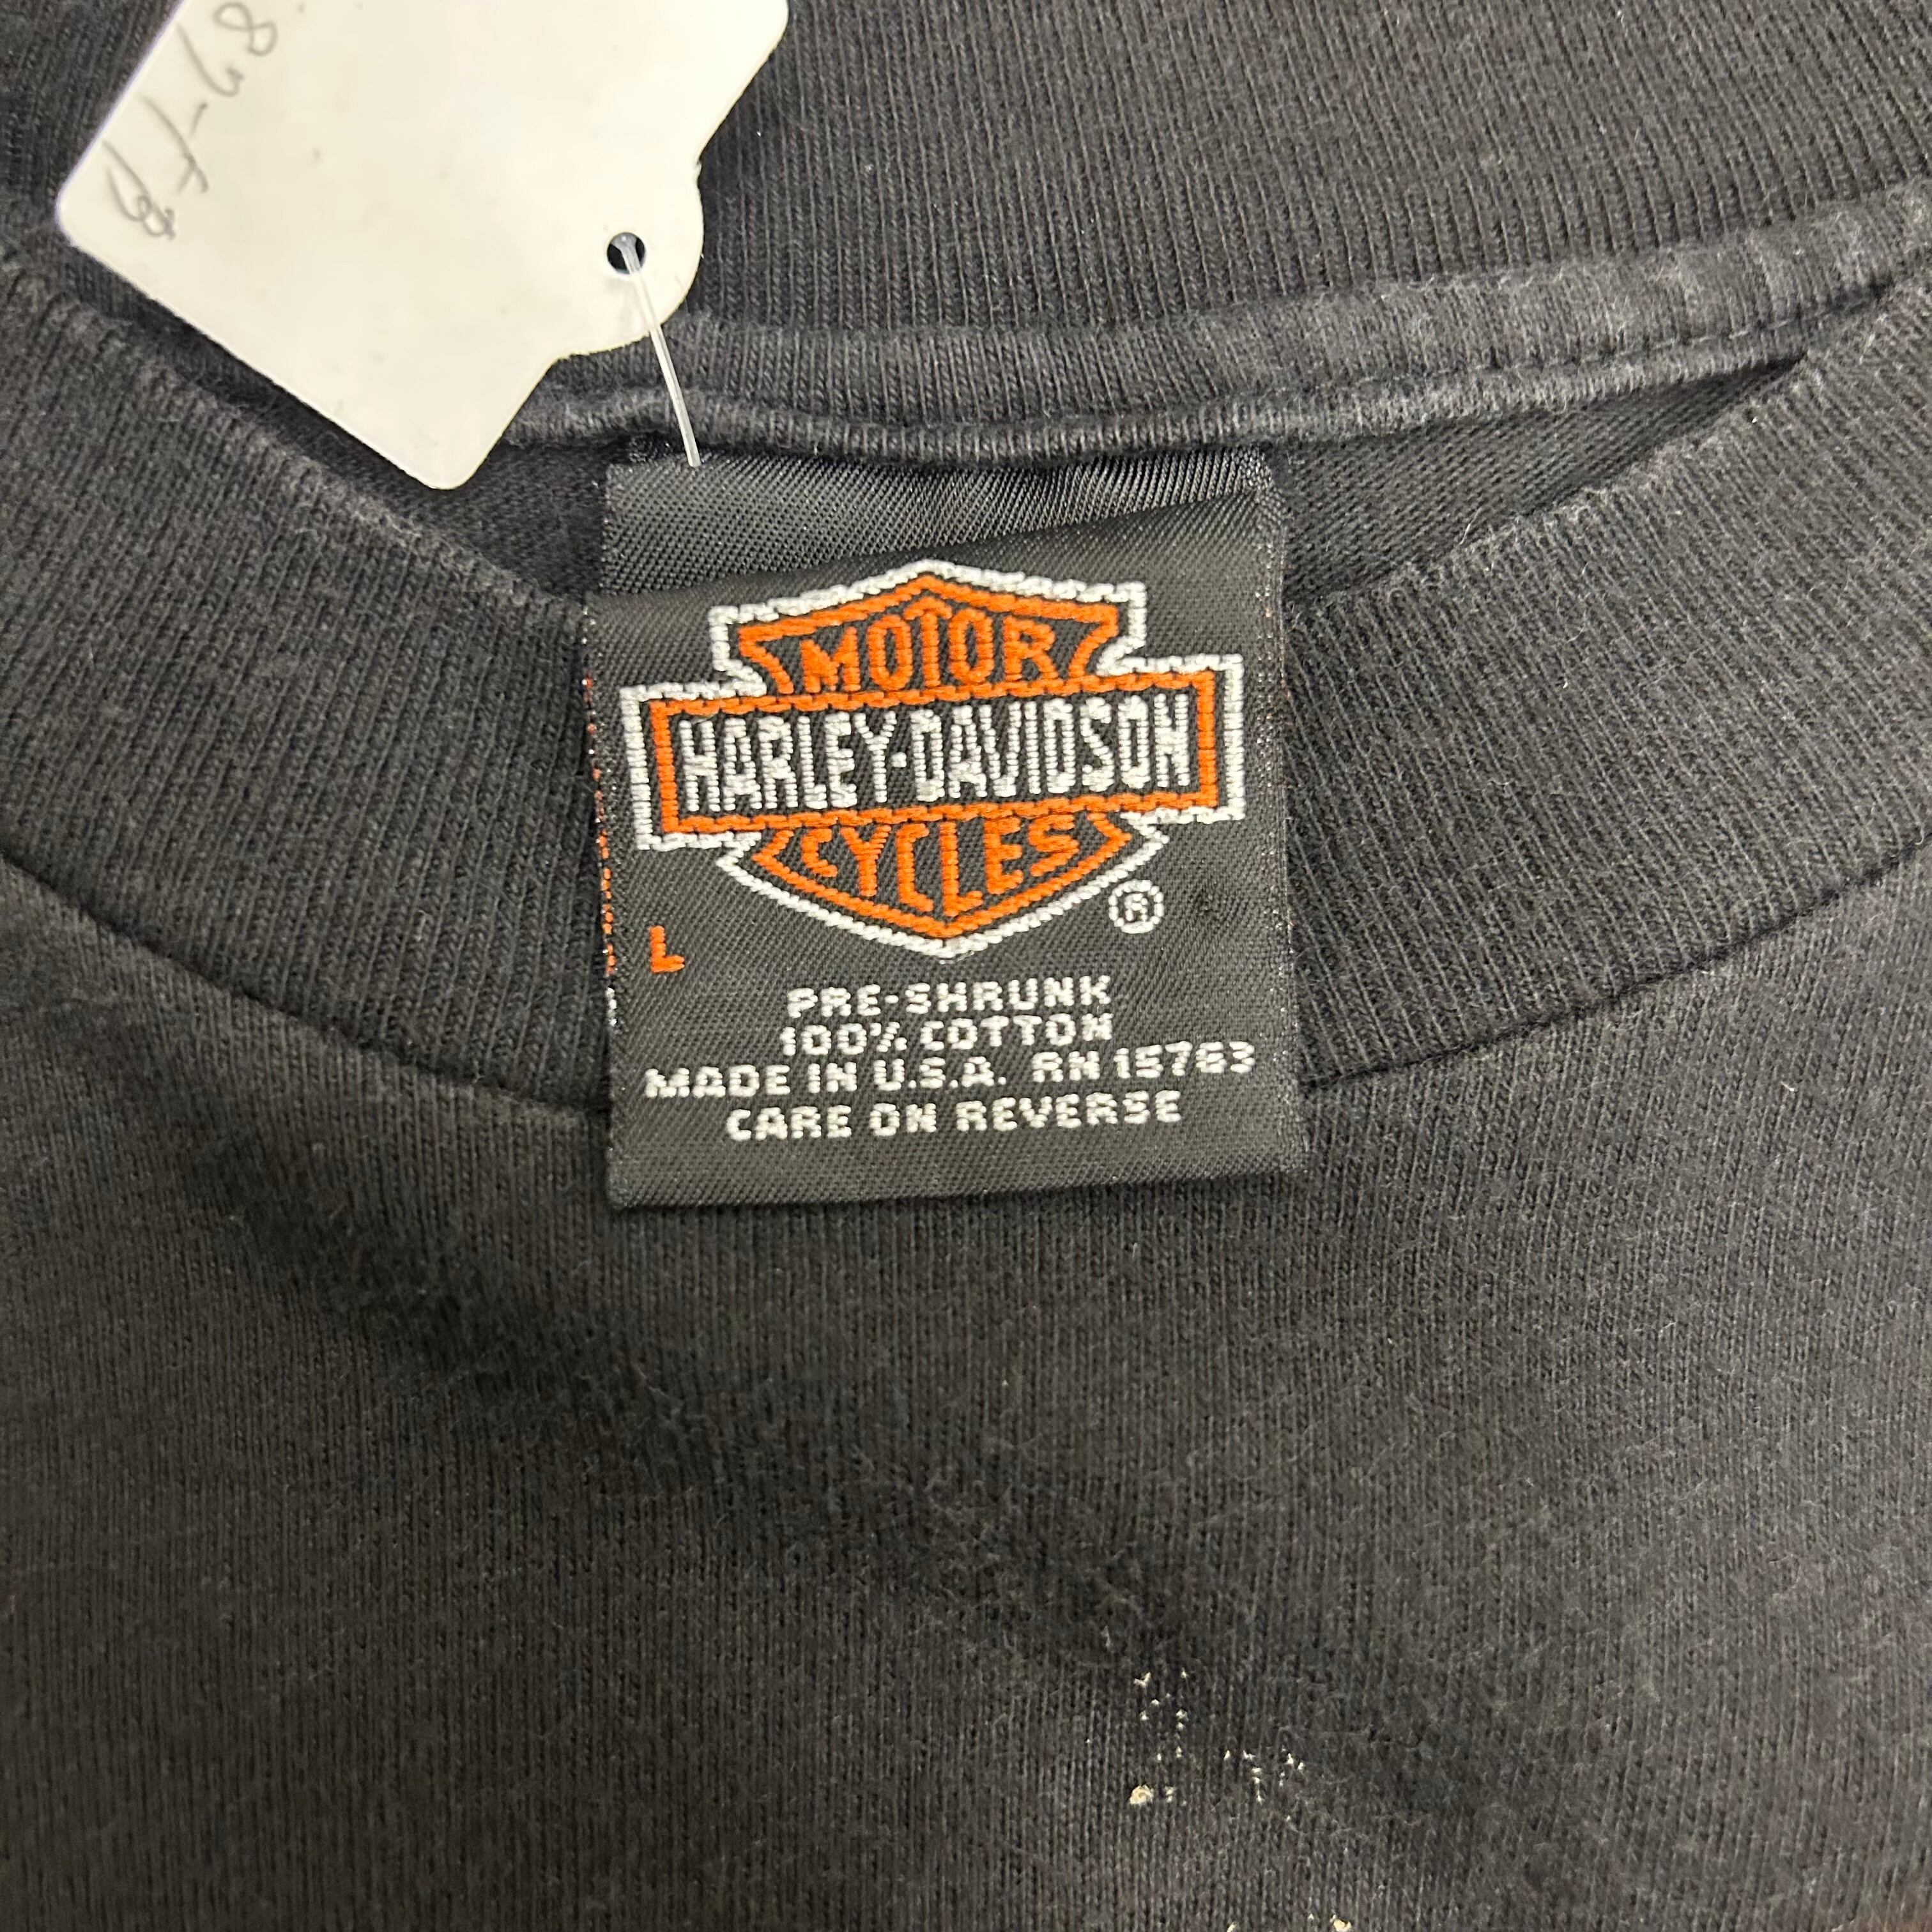 MOTOR
HARLEY-DAVIDSON
CYCLES
®
L
PRE-SHRUNK
100% COTTON
MADE IN U.S.A. RN 15763
CARE ON REVERSE